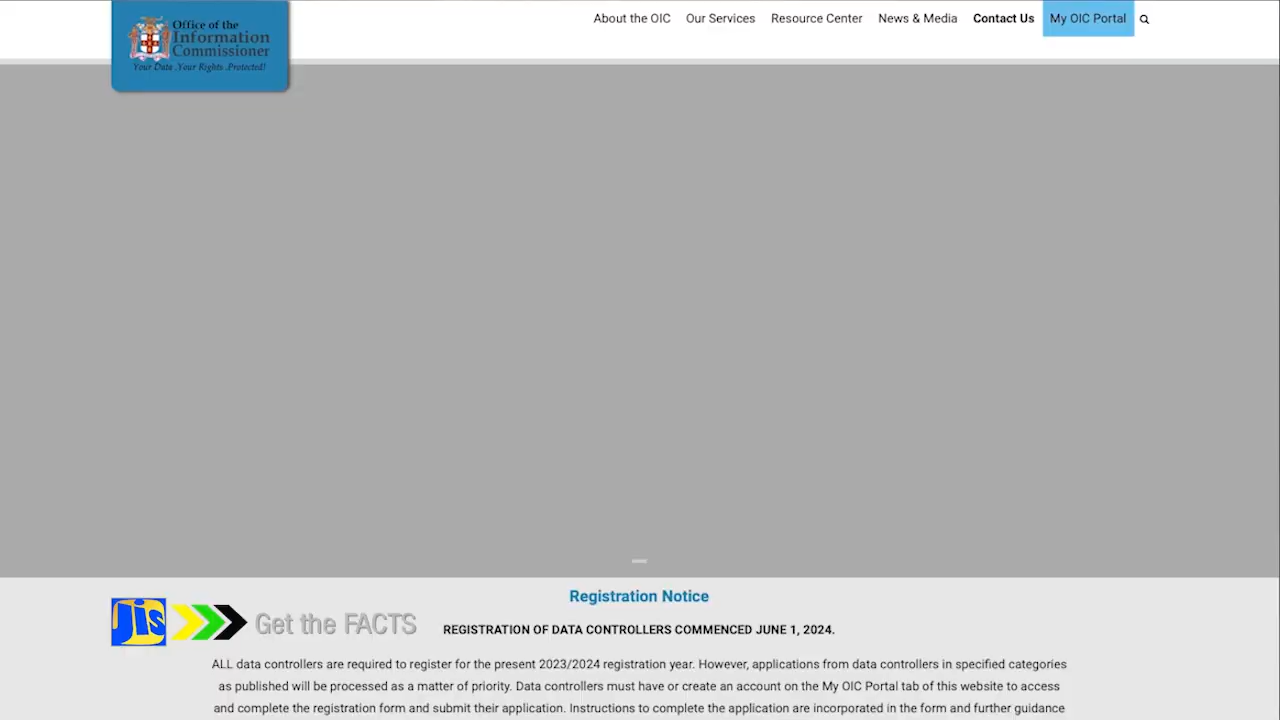 Office of the
Information
Commissioner
Your Data .Your Rights .Protected!
About the OIC Our Services Resource Center News & Media Contact Us My OIC Portal
Registration Notice
Jis Get the FACTS
REGISTRATION OF DATA CONTROLLERS COMMENCED JUNE 1, 2024.
ALL data controllers are required to register for the present 2023/2024 registration year. However, applications from data controllers in specified categories
as published will be processed as a matter of priority. Data controllers must have or create an account on the My OIC Portal tab of this website to access
and complete the registration form and submit their application. Instructions to complete the application are incorporated in the form and further guidance